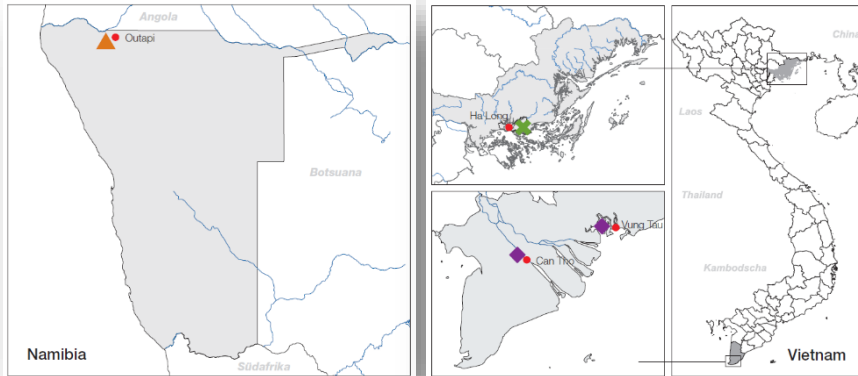 Angola
Outapi
Botsuana
Namibia
Südafrika
Ha Long
Vung Tau
Can Tho
China
Laos
Thailand
Kambodscha
Vietnam